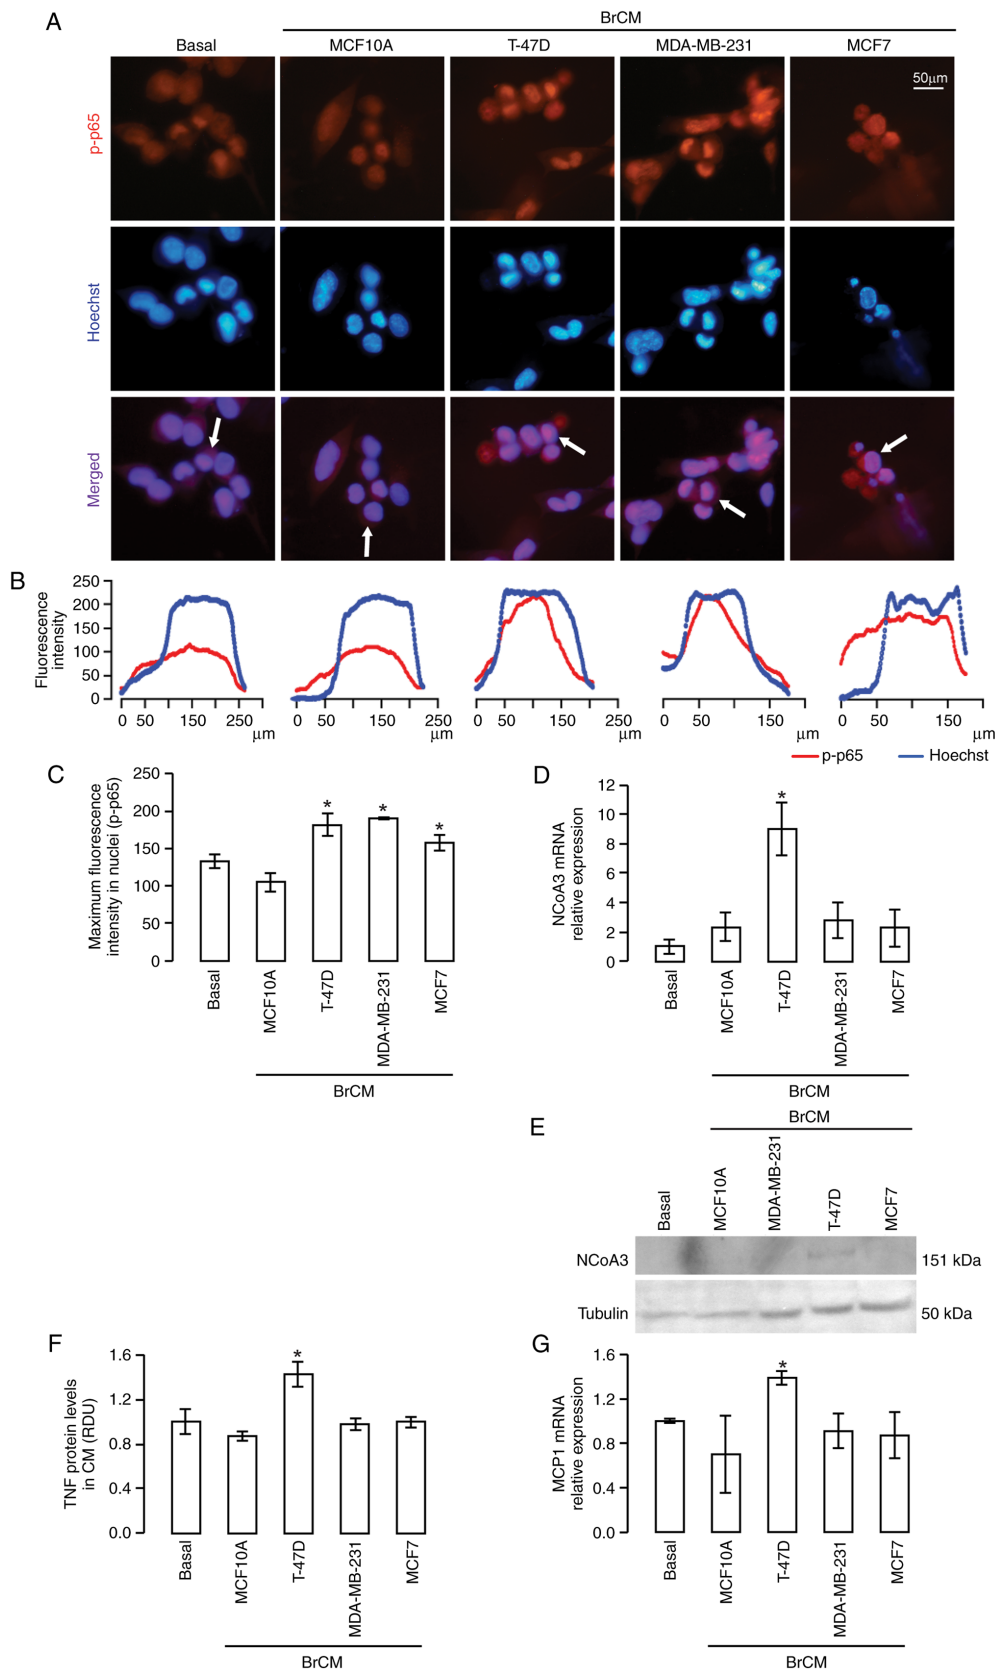 A
BrCM
Basal
MCF10A
T-47D
MDA-MB-231
MCF7
50μm
p-p65
Hoechst
Merged
B
Fluorescence
intensity
250
200
150
100
50
0
0 50 150 250
μm
0 50 150 250
μm
0 50 150 250
μm
0 50 150
μm
0 50 150
μm
p-p65
Hoechst
C
Maximum fluorescence
intensity in nuclei (p-p65)
250
200
150
100
50
0
* * *
Basal
MCF10A
T-47D
MDA-MB-231
MCF7
BrCM
D
NCoA3 mRNA
relative expression
12
10
8
6
4
2
0
*
Basal
MCF10A
T-47D
MDA-MB-231
MCF7
BrCM
E
BrCM
Basal
MCF10A
MDA-MB-231
T-47D
MCF7
NCoA3
151 kDa
Tubulin
50 kDa
F
TNF protein levels
in CM (RDU)
1.6
1.2
0.8
0.4
0.0
*
Basal
MCF10A
T-47D
MDA-MB-231
MCF7
BrCM
G
MCP1 mRNA
relative expression
1.6
1.2
0.8
0.4
0.0
*
Basal
MCF10A
T-47D
MDA-MB-231
MCF7
BrCM